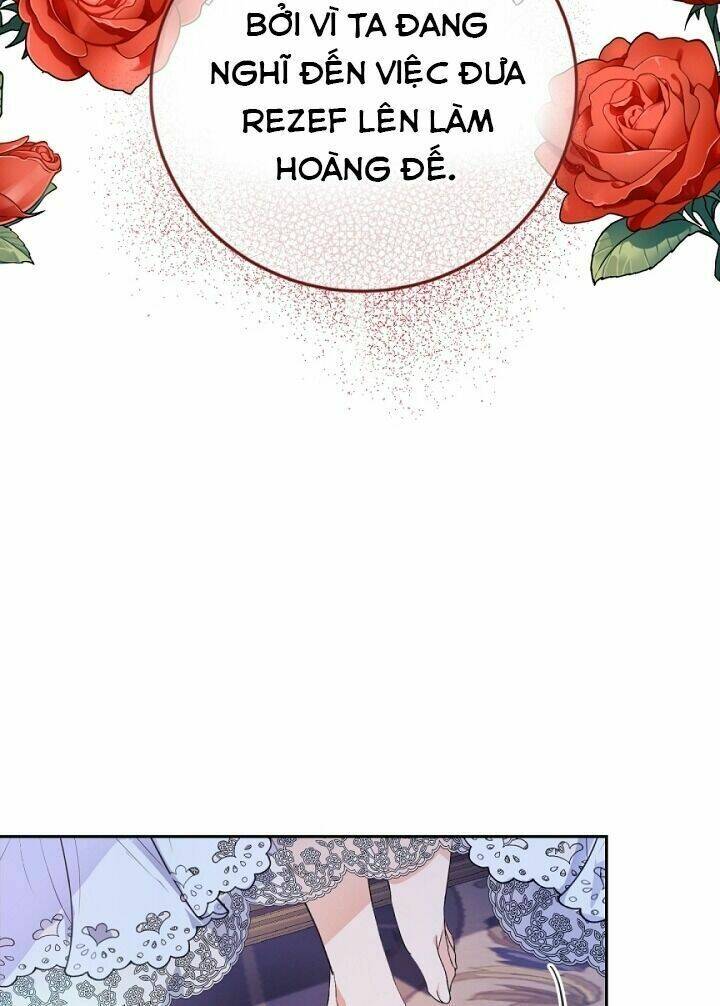 BỞI VÌ TA ĐANG
NGHĨ ĐẾN VIỆC ĐƯA
REZEF LÊN LÀM
HOÀNG ĐẾ.